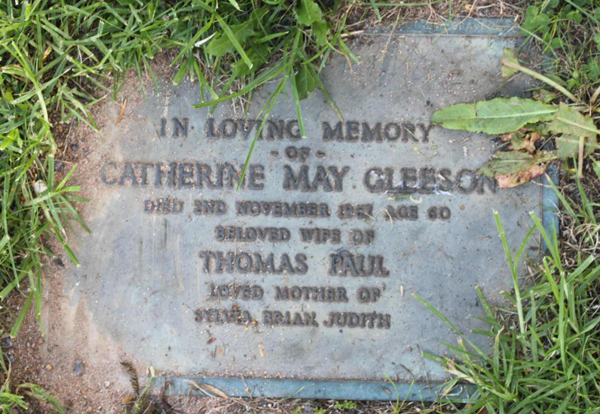 IN LOVING MEMORY
- OF -
CATHERINE MAY GLEESON
DIED 2ND NOVEMBER AGE 60
BELOVED WIFE OF
THOMAS PAUL
LOVED MOTHER OF
SYLVIA, BRIAN, JUDITH